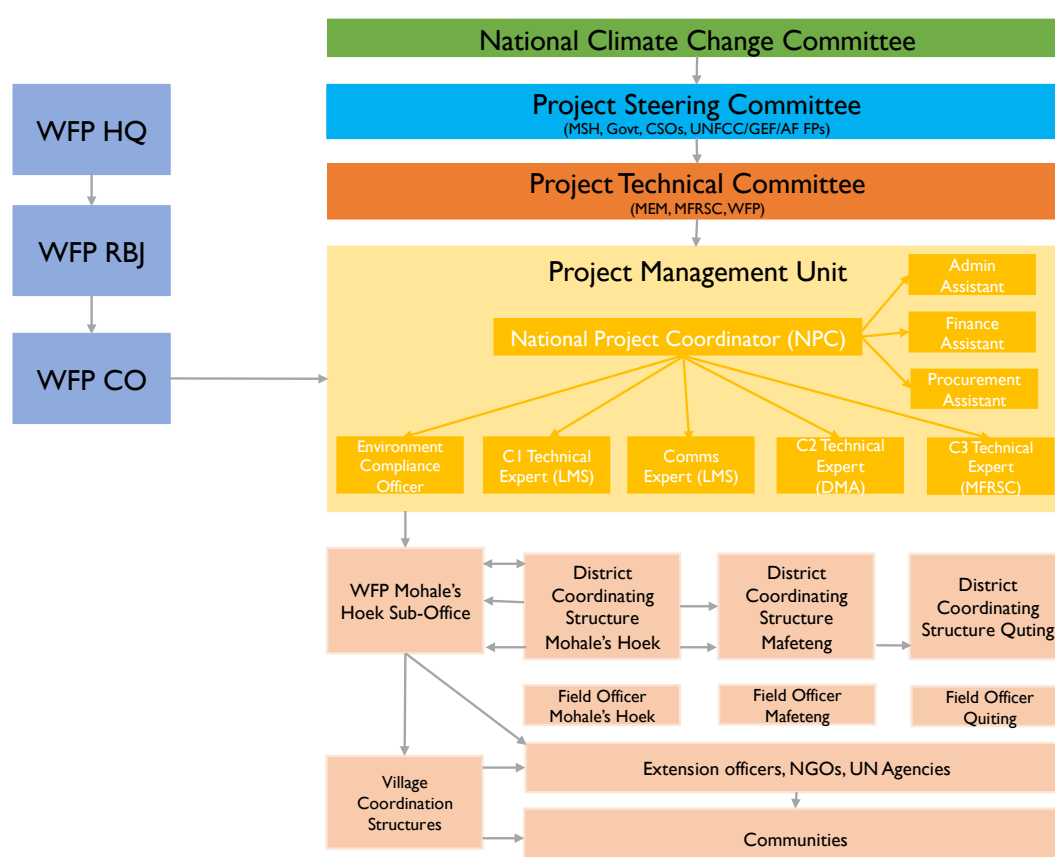 National Climate Change Committee
Project Steering Committee
(MSH, Govt, CSOs, UNFCC/GEF/AF FPs)
Project Technical Committee
(MEM, MFRSC, WFP)
WFP HQ
WFP RBJ
WFP CO
Project Management Unit
Admin
Assistant
National Project Coordinator (NPC)
Finance
Assistant
Procurement
Assistant
Environment
Compliance
Officer
C1 Technical
Expert (LMS)
Comms
Expert (LMS)
C2 Technical
Expert
(DMA)
C3 Technical
Expert
(MFRSC)
WFP Mohale's
Hoek Sub-Office
District
Coordinating
Structure
Mohale's Hoek
District
Coordinating
Structure
Mafeteng
District
Coordinating
Structure Quting
Field Officer
Mohale's Hoek
Field Officer
Mafeteng
Field Officer
Quiting
Village
Coordination
Structures
Extension officers, NGOs, UN Agencies
Communities